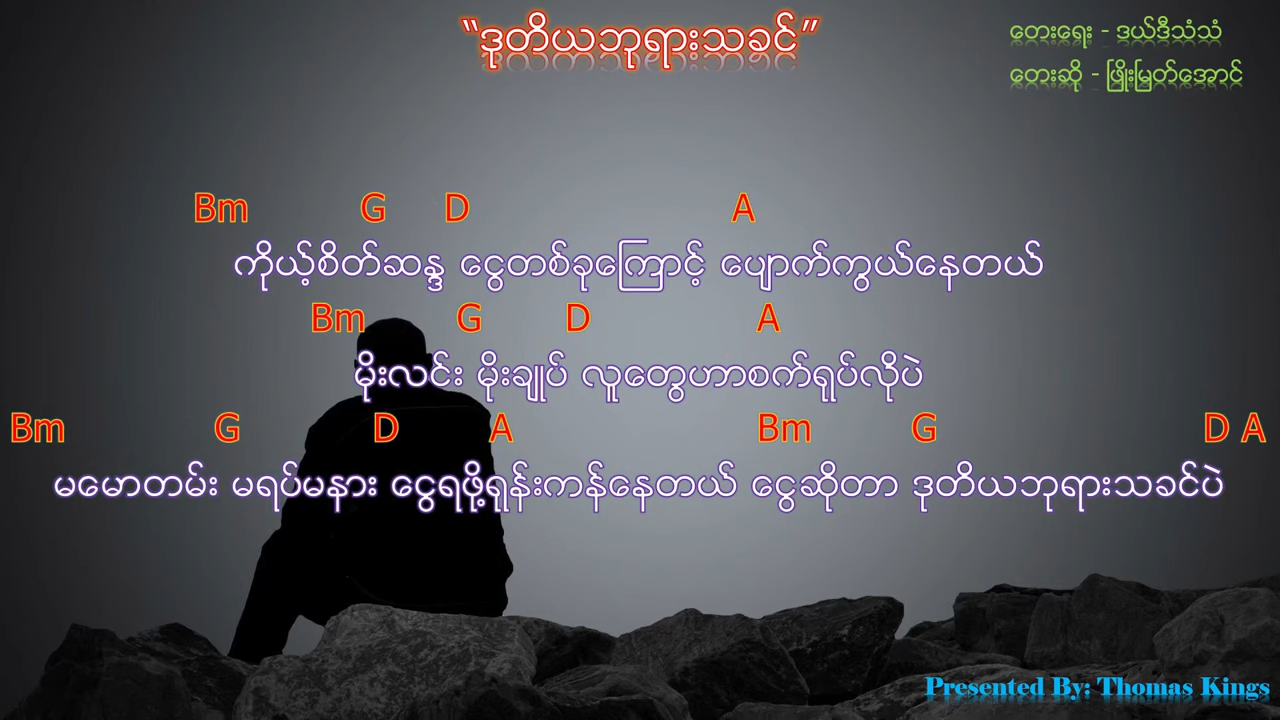 “ဒုတိယဘုရားသခင်”
တေးရေး - ဒယ်ဒီသံသံ
တေးဆို - ဖြိုးမြတ်အောင်
Bm G D A
ကိုယ့်စိတ်ဆန္ဒ ငွေတစ်ခုကြောင့် ပျောက်ကွယ်နေတယ်
Bm G D A
မိုးလင်း မိုးချုပ် လူတွေဟာစက်ရုပ်လိုပဲ
Bm G D A Bm G D A
မမောတမ်း မရပ်မနား ငွေရဖို့ရုန်းကန်နေတယ် ငွေဆိုတာ ဒုတိယဘုရားသခင်ပဲ
Presented By: Thomas Kings